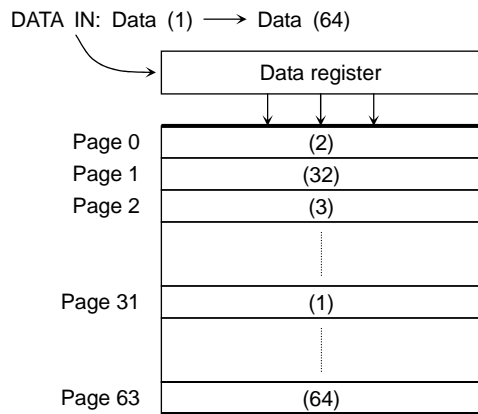 DATA IN: Data (1) ⟶ Data (64)
Data register
Page 0 (2)
Page 1 (32)
Page 2 (3)
Page 31 (1)
Page 63 (64)